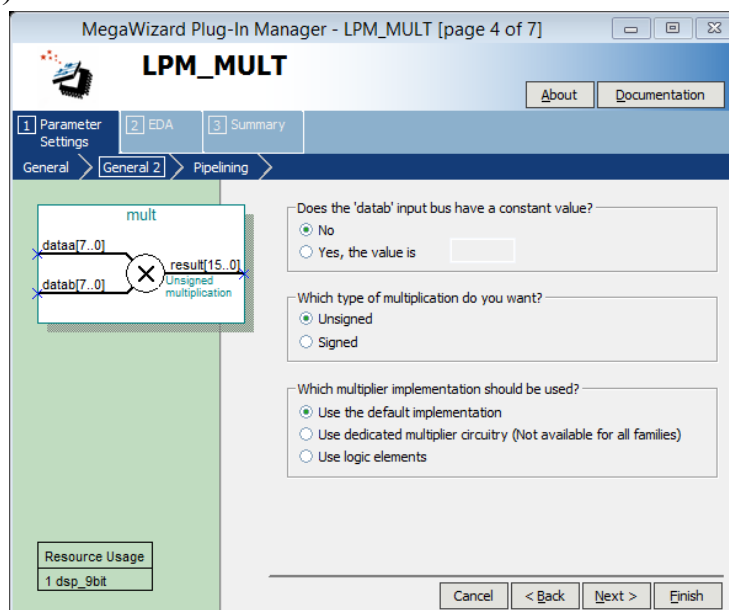 )
MegaWizard Plug-In Manager - LPM_MULT [page 4 of 7]
LPM_MULT
About
Documentation
1 Parameter Settings
2 EDA
3 Summary
General
General 2
Pipelining
mult
dataa[7..0]
datab[7..0]
result[15..0]
Unsigned
multiplication
Does the 'datab' input bus have a constant value?
No
Yes, the value is
Which type of multiplication do you want?
Unsigned
Signed
Which multiplier implementation should be used?
Use the default implementation
Use dedicated multiplier circuitry (Not available for all families)
Use logic elements
Resource Usage
1 dsp_9bit
Cancel
< Back
Next >
Finish